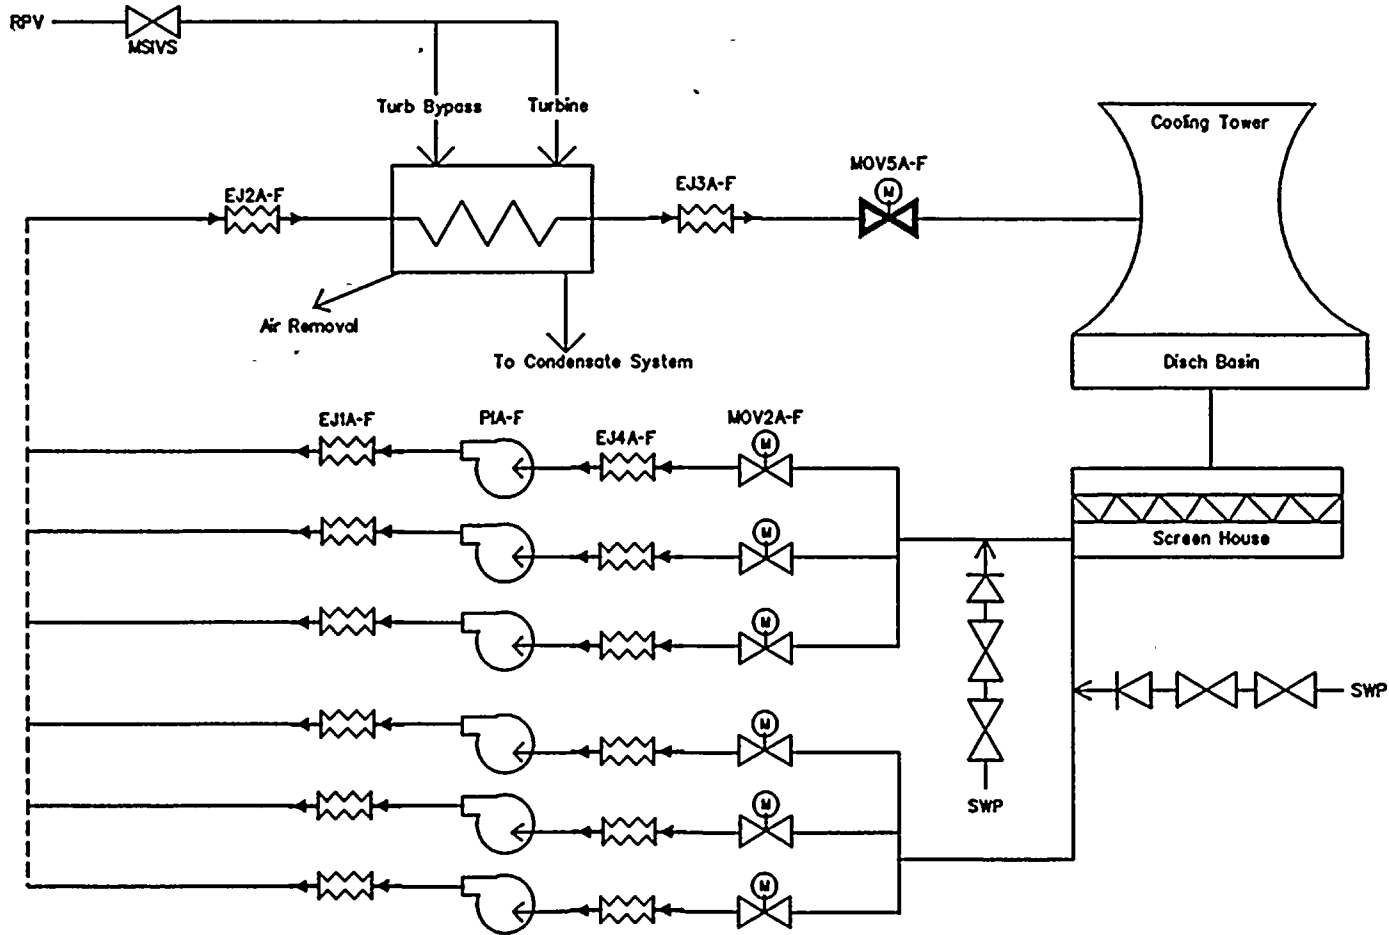 RPV
MSIVS
Turb Bypass
Turbine
Cooling Tower
MOV5A-F
M
EJ2A-F
EJ3A-F
Air Removal
To Condensate System
Disch Basin
EJ1A-F
P1A-F
EJ4A-F
MOV2A-F
M
M
Screen House
M
SWP
M
SWP
M
M